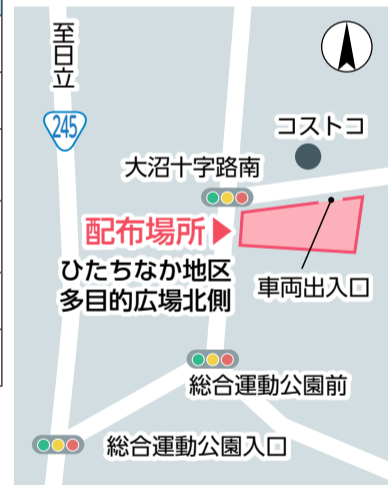 至日立
245
コストコ
大沼十字路南
配布場所
ひたちなか地区
多目的広場北側
車両出入口
総合運動公園前
総合運動公園入口